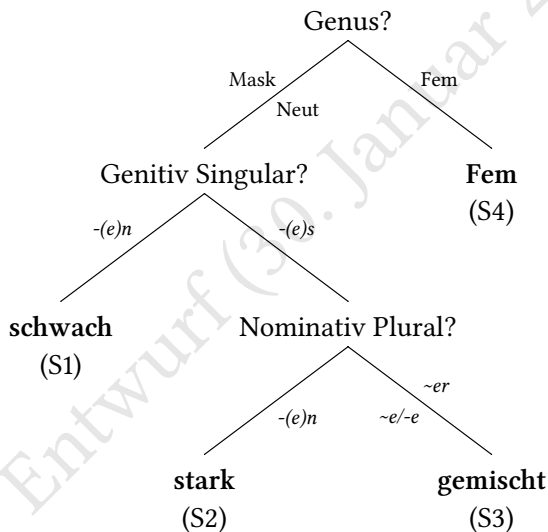 Genus?
Mask
Fem
Neut
Genitiv Singular?
Fem
(S4)
-(e)n
-(e)s
schwach
(S1)
Nominativ Plural?
~er
-(e)n
~e/-e
stark
(S2)
gemischt
(S3)
Entwurf (30. Januar 2